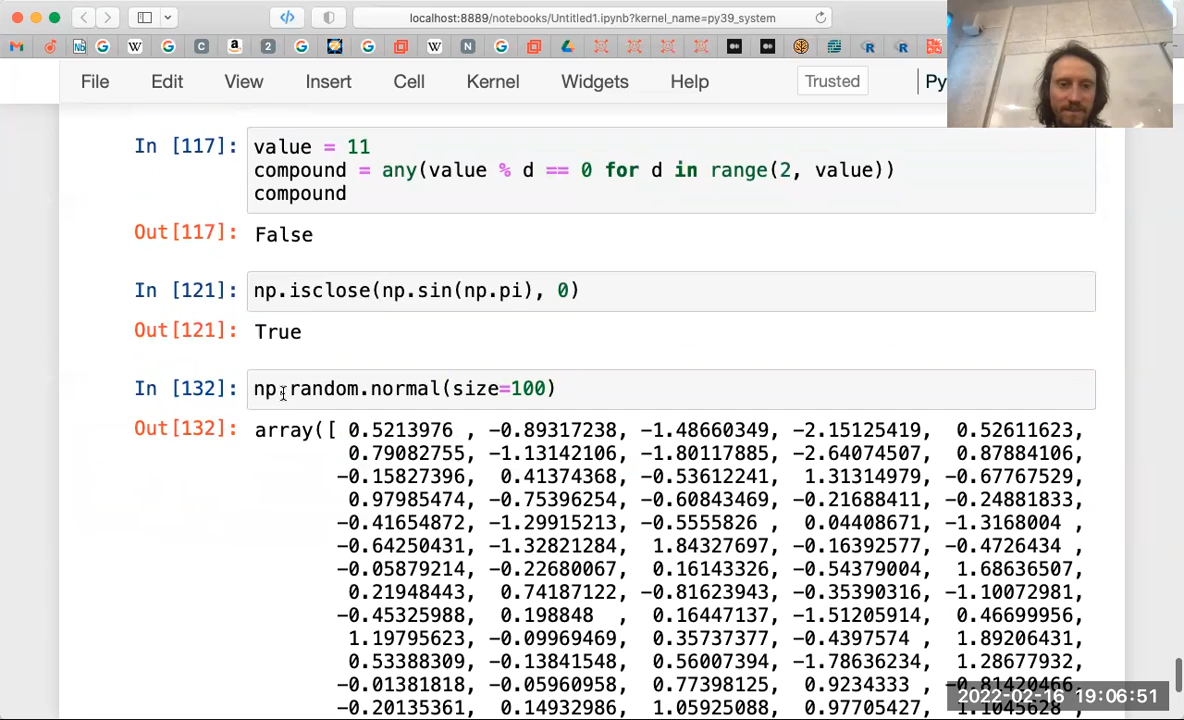 localhost:8889/notebooks/Untitled1.ipynb?kernel_name=py39_system
File Edit View Insert Cell Kernel Widgets Help Trusted Py
In [117]: value = 11
compound = any(value % d == 0 for d in range(2, value))
compound
Out[117]: False
In [121]: np.isclose(np.sin(np.pi), 0)
Out[121]: True
In [132]: np.random.normal(size=100)
Out[132]: array([ 0.5213976 , -0.89317238, -1.48660349, -2.15125419, 0.52611623,
0.79082755, -1.13142106, -1.80117885, -2.64074507, 0.87884106,
-0.15827396, 0.41374368, -0.53612241, 1.31314979, -0.67767529,
0.97985474, -0.75396254, -0.60843469, -0.21688411, -0.24881833,
-0.41654872, -1.29915213, -0.5555826 , 0.04408671, -1.3168004 ,
-0.64250431, -1.32821284, 1.84327697, -0.16392577, -0.4726434 ,
-0.05879214, -0.22680067, 0.16143326, -0.54379004, 1.68636507,
0.21948443, 0.74187122, -0.81623943, -0.35390316, -1.10072981,
-0.45325988, 0.198848 , 0.16447137, -1.51205914, 0.46699956,
1.19795623, -0.09969469, 0.35737377, -0.4397574 , 1.89206431,
0.53388309, -0.13841548, 0.56007394, -1.78636234, 1.28677932,
-0.01381818, -0.05960958, 0.77398125, 0.9234333 , -0.81420466,
-0.20135361, 0.14932986, 1.05925088, 0.97705427, 1.1045628 ,
2022-02-16 19:06:51